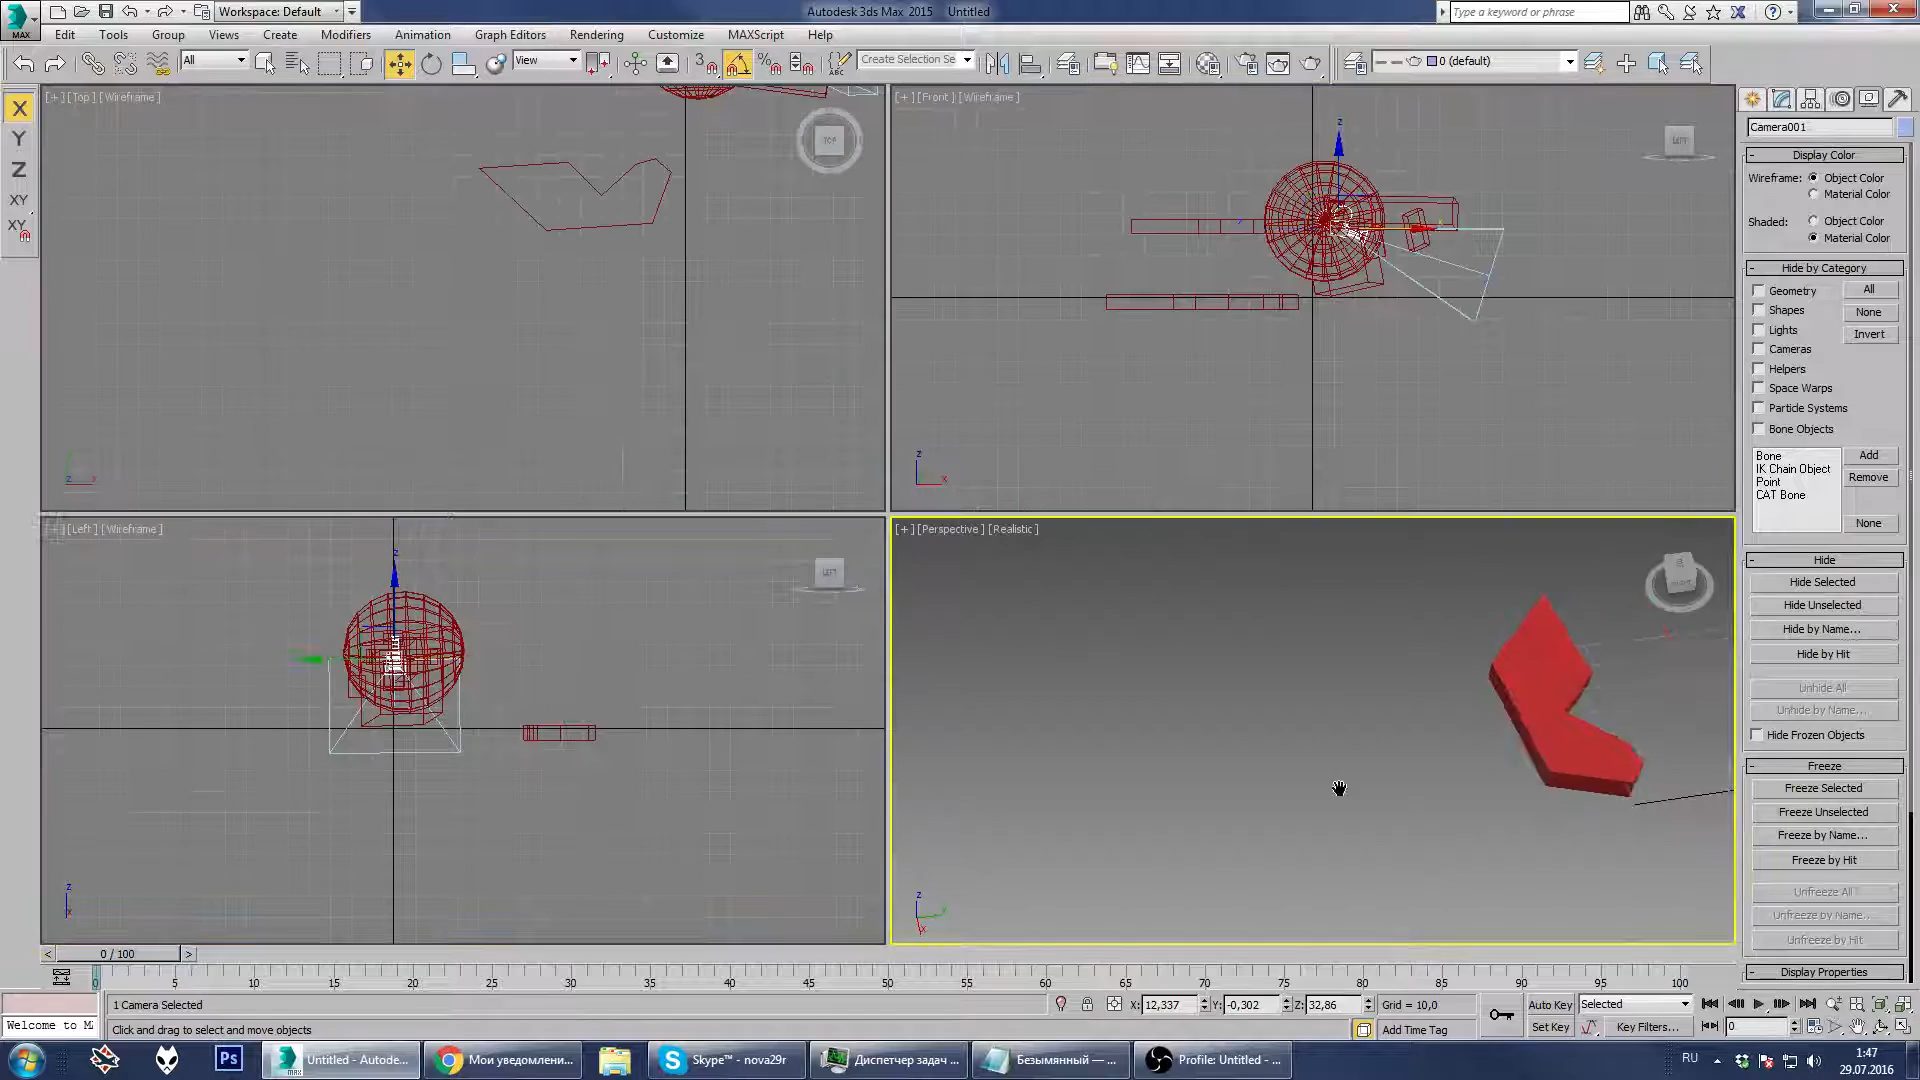 Workspace: Default
Autodesk 3ds Max 2015 Untitled
Type a keyword or phrase
MAX
Edit Tools Group Views Create Modifiers Animation Graph Editors Rendering Customize MAXScript Help
All
View
3
%
ABC
Create Selection Se
0 (default)
X
Y
Z
XY
XY
[+] [Top] [Wireframe]
TOP
[+] [Front] [Wireframe]
LEFT
[Left] [Wireframe]
LEFT
[+] [Perspective] [Realistic]
Camera001
Display Color
Wireframe: Object Color
Material Color
Shaded: Object Color
Material Color
Hide by Category
Geometry All
Shapes None
Lights Invert
Cameras
Helpers
Space Warps
Particle Systems
Bone Objects
Bone Add
IK Chain Object
Point Remove
CAT Bone
None
Hide
Hide Selected
Hide Unselected
Hide by Name...
Hide by Hit
Unhide All
Unhide by Name...
Hide Frozen Objects
Freeze
Freeze Selected
Freeze Unselected
Freeze by Name...
Freeze by Hit
Unfreeze All
Unfreeze by Name...
Unfreeze by Hit
Display Properties
< 0 / 100 >
0 5 10 15 20 25 30 35 40 45 50 55 60 65 70 75 80 85 90 95 100
1 Camera Selected
X: 12,337 Y: -0,302 Z: 32,86 Grid = 10,0
Auto Key Selected
Welcome to M
Click and drag to select and move objects
Add Time Tag
Set Key Key Filters...
0
Ps
Untitled - Autode...
Мои уведомлени...
Skype™ - nova29r
Диспетчер задач ...
Безымянный — ...
Profile: Untitled - ...
RU
1:47
29.07.2016